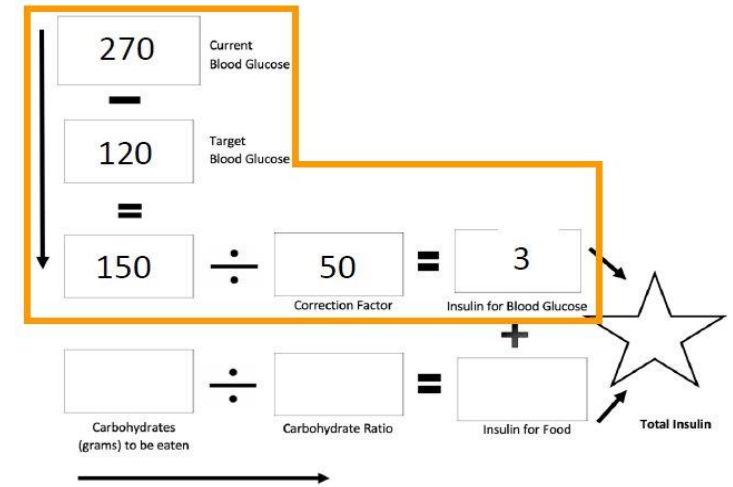 270
Current
Blood Glucose
−
120
Target
Blood Glucose
=
150 ÷ 50 = 3
Correction Factor
Insulin for Blood Glucose
+
÷ =
Carbohydrates
(grams) to be eaten
Carbohydrate Ratio
Insulin for Food
Total Insulin